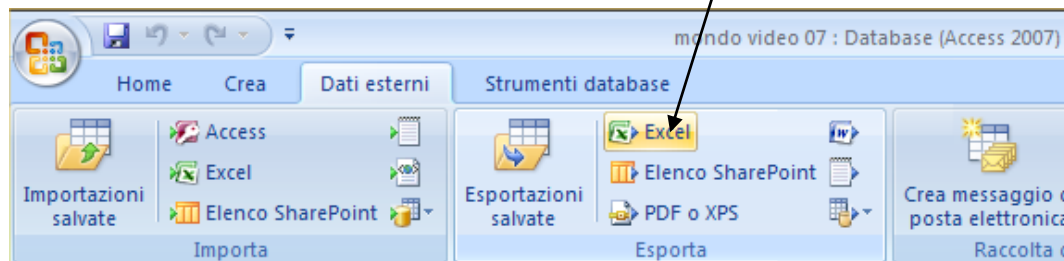 mondo video 07 : Database (Access 2007)
Home Crea Dati esterni Strumenti database
Importazioni salvate
Access
Excel
Elenco SharePoint
Importa
Esportazioni salvate
Excel
Elenco SharePoint
PDF o XPS
Esporta
Crea messaggio
posta elettronica
Raccolta